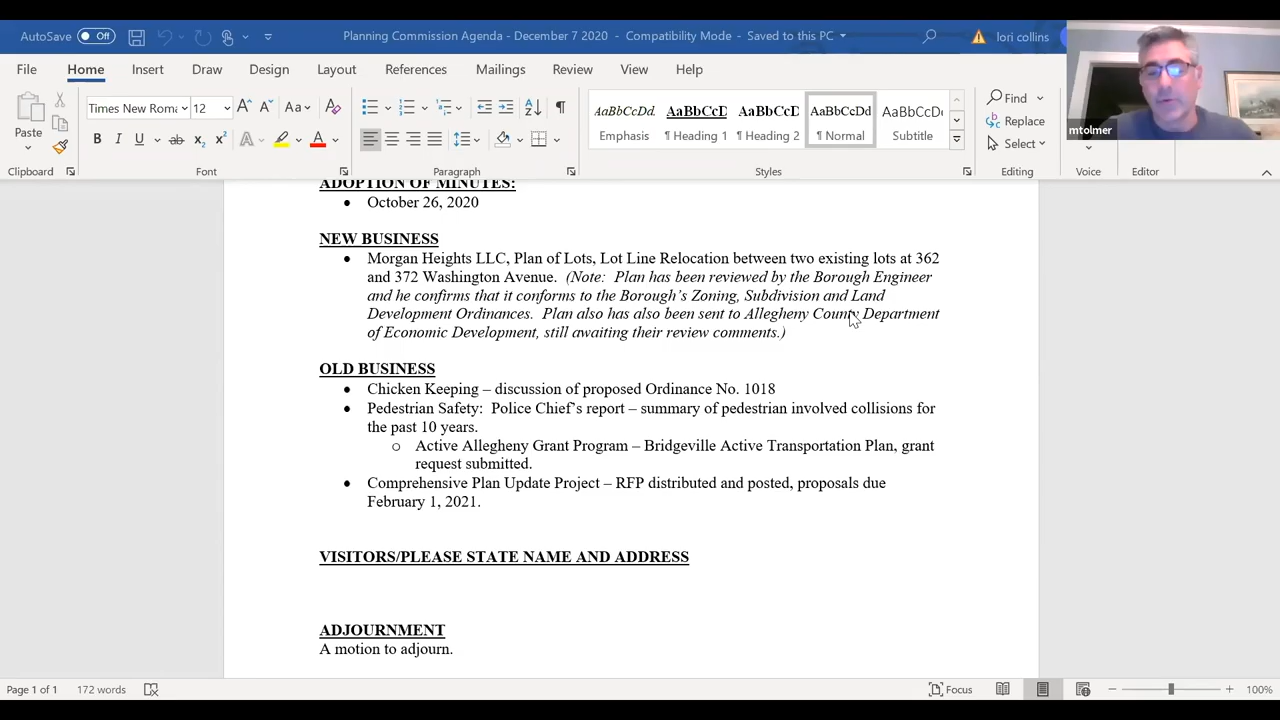 AutoSave Off Planning Commission Agenda - December 7 2020 - Compatibility Mode - Saved to this PC lori collins
File Home Insert Draw Design Layout References Mailings Review View Help
mtolmer
Paste
Times New Roma 12 Aa
B I U ab x₂ x² A A
AaBbCcDd AaBbCcD AaBbCcD AaBbCcDd AaBbCcDd
Emphasis ¶ Heading 1 ¶ Heading 2 ¶ Normal Subtitle
Find
Replace
Select
Clipboard Font Paragraph Styles Editing Voice Editor
ADOPTION OF MINUTES:
• October 26, 2020
NEW BUSINESS
• Morgan Heights LLC, Plan of Lots, Lot Line Relocation between two existing lots at 362
and 372 Washington Avenue. (Note: Plan has been reviewed by the Borough Engineer
and he confirms that it conforms to the Borough's Zoning, Subdivision and Land
Development Ordinances. Plan also has also been sent to Allegheny County Department
of Economic Development, still awaiting their review comments.)
OLD BUSINESS
• Chicken Keeping – discussion of proposed Ordinance No. 1018
• Pedestrian Safety: Police Chief's report – summary of pedestrian involved collisions for
the past 10 years.
o Active Allegheny Grant Program – Bridgeville Active Transportation Plan, grant
request submitted.
• Comprehensive Plan Update Project – RFP distributed and posted, proposals due
February 1, 2021.
VISITORS/PLEASE STATE NAME AND ADDRESS
ADJOURNMENT
A motion to adjourn.
Page 1 of 1 172 words Focus 100%